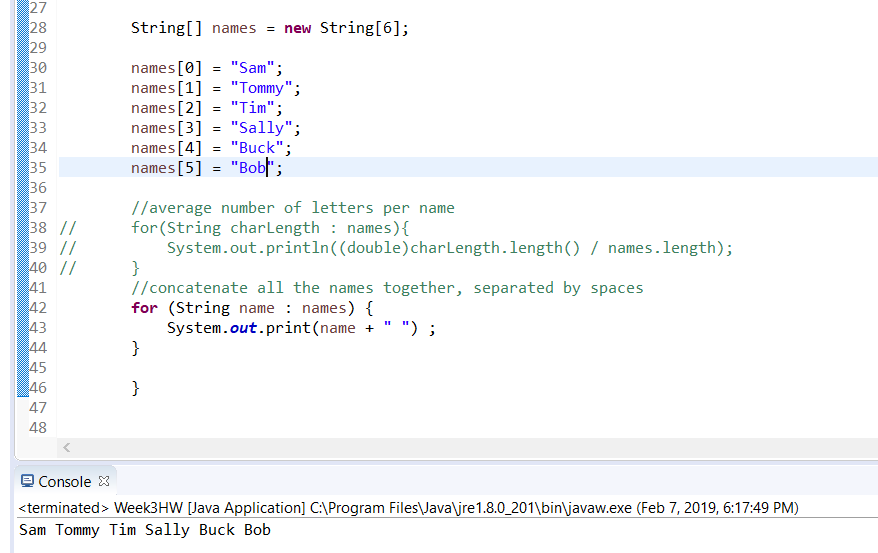 27
28 String[] names = new String[6];
29
30 names[0] = "Sam";
31 names[1] = "Tommy";
32 names[2] = "Tim";
33 names[3] = "Sally";
34 names[4] = "Buck";
35 names[5] = "Bob";
36
37 //average number of letters per name
38 // for(String charLength : names){
39 // System.out.println((double)charLength.length() / names.length);
40 // }
41 //concatenate all the names together, separated by spaces
42 for (String name : names) {
43 System.out.print(name + " ") ;
44 }
45
46 }
47
48
Console
<terminated> Week3HW [Java Application] C:\Program Files\Java\jre1.8.0_201\bin\javaw.exe (Feb 7, 2019, 6:17:49 PM)
Sam Tommy Tim Sally Buck Bob